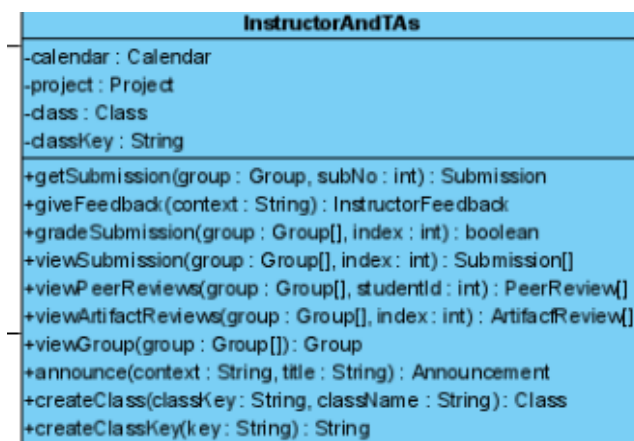 InstructorAndTAs
-calendar : Calendar
-project : Project
-class : Class
-classKey : String
+getSubmission(group : Group, subNo : int) : Submission
+giveFeedback(context : String) : InstructorFeedback
+gradeSubmission(group : Group[], index : int) : boolean
+viewSubmission(group : Group[], index : int) : Submission[]
+viewPeerReviews(group : Group[], studentId : int) : PeerReview[]
+viewArtifactReviews(group : Group[], index : int) : ArtifactReview[]
+viewGroup(group : Group[]) : Group
+announce(context : String, title : String) : Announcement
+createClass(classKey : String, className : String) : Class
+createClassKey(key : String) : String